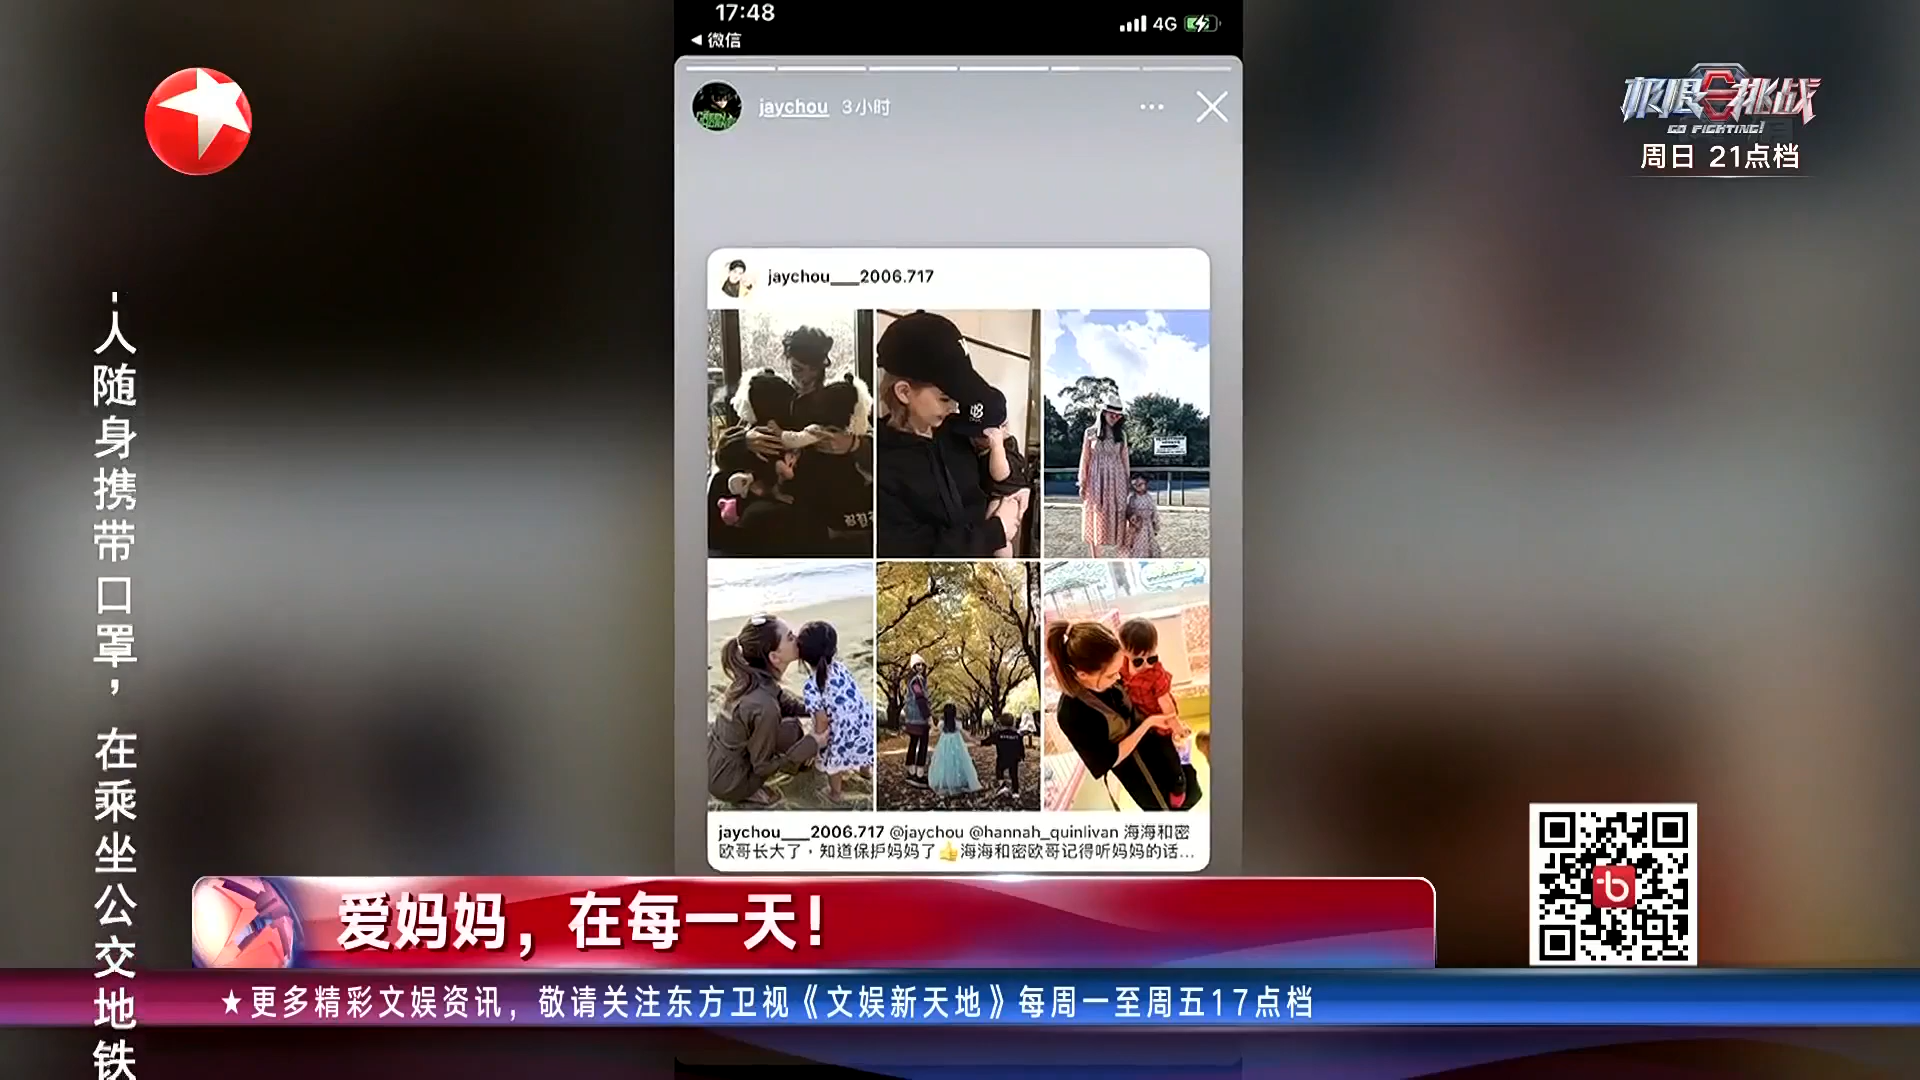 17:48
4G
◀ 微信
jaychou 3小时
极限挑战
GO FIGHTING!
周日 21点档
jaychou___2006.717
jaychou___2006.717 @jaychou @hannah_quinlivan 海海和密
欧哥长大了，知道保护妈妈了👍海海和密欧哥记得听妈妈的话...
人随身携带口罩，在乘坐公交地铁
爱妈妈，在每一天！
★更多精彩文娱资讯，敬请关注东方卫视《文娱新天地》每周一至周五17点档